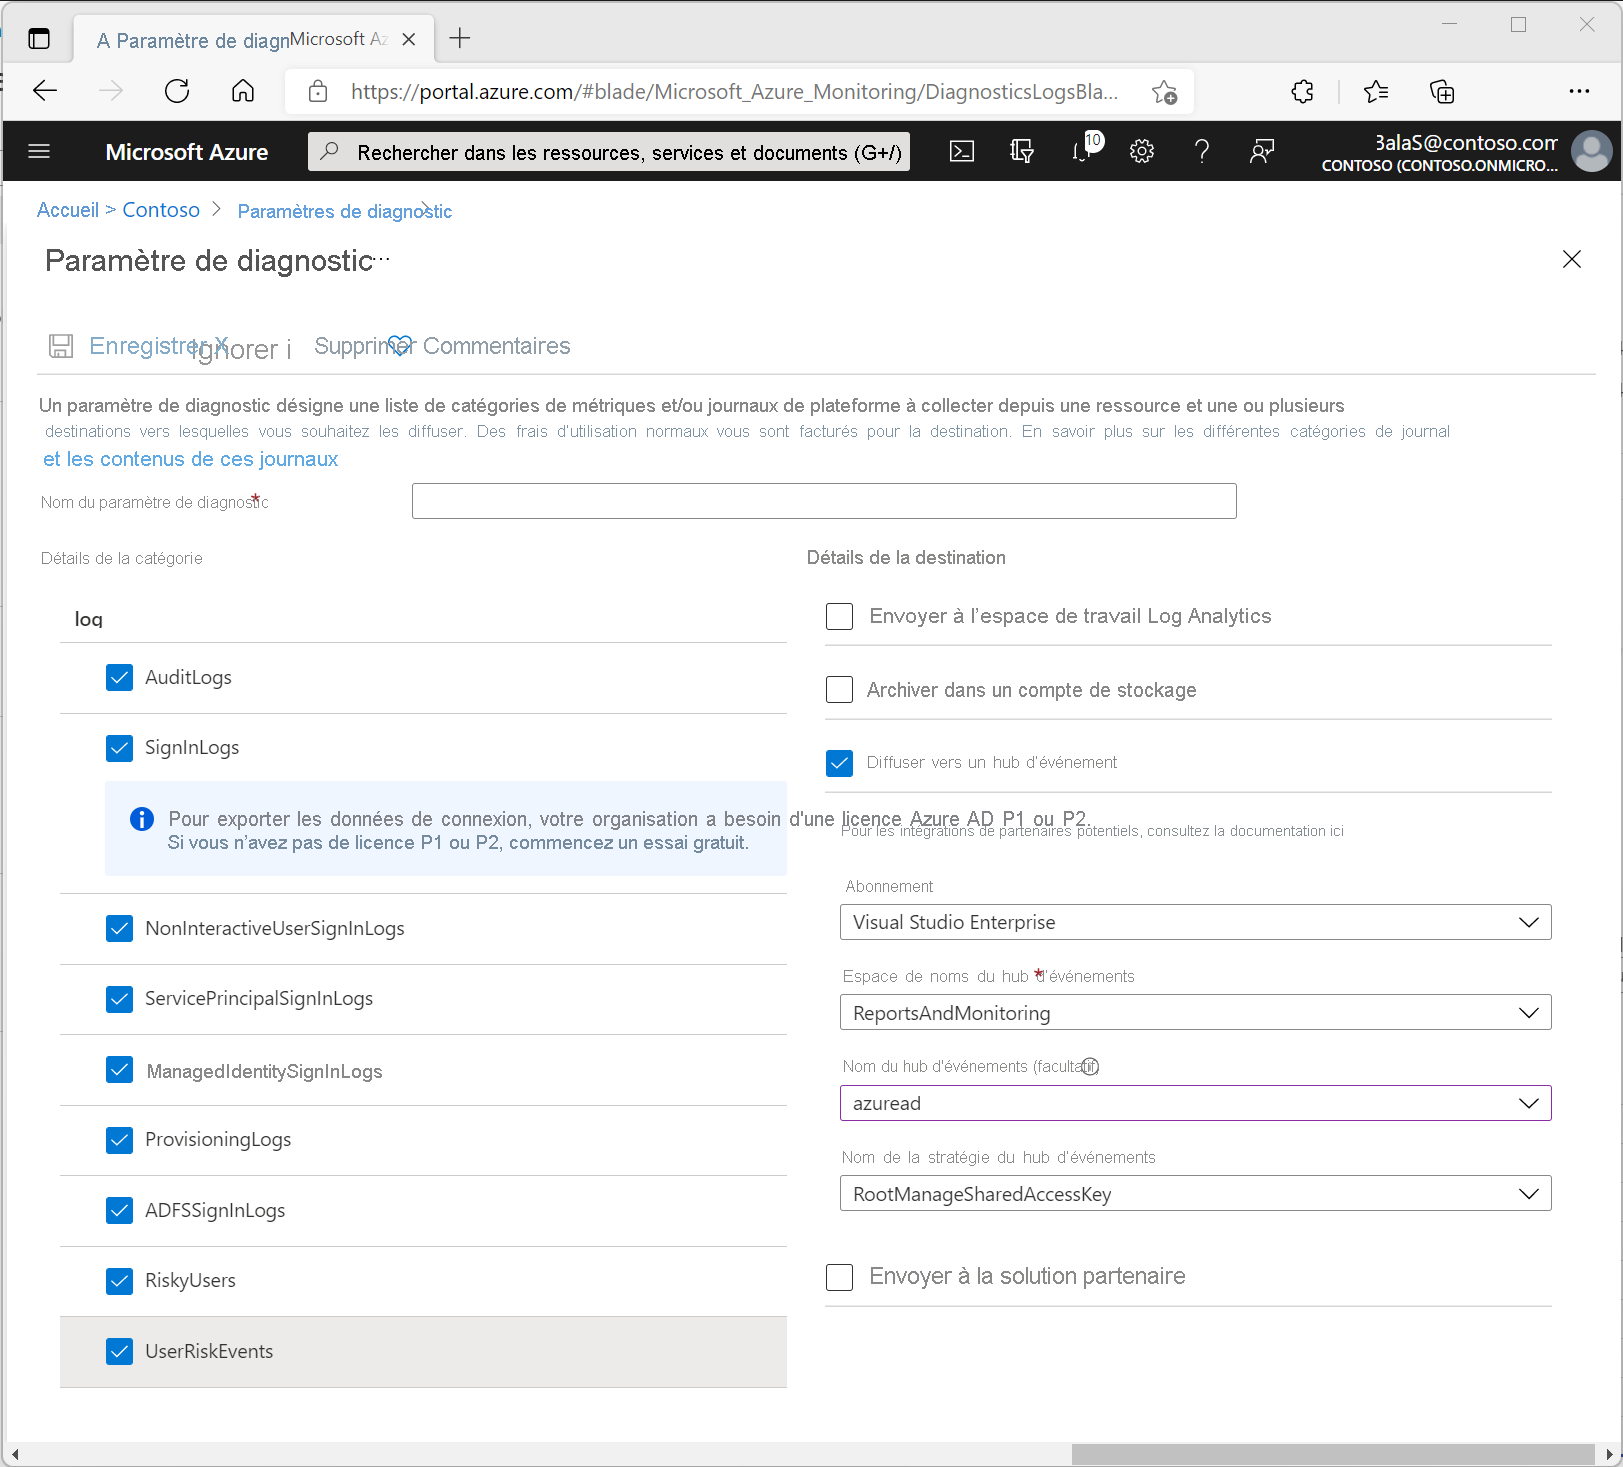 A Paramètre de diagnMicrosoft Az
https://portal.azure.com/#blade/Microsoft_Azure_Monitoring/DiagnosticsLogsBla...
Microsoft Azure
Rechercher dans les ressources, services et documents (G+/)
10
3alaS@contoso.com
CONTOSO (CONTOSO.ONMICRO...
Accueil > Contoso > Paramètres de diagnostic >
Paramètre de diagnostic ...
Enregistrer X Ignorer i Supprimer Commentaires
Un paramètre de diagnostic désigne une liste de catégories de métriques et/ou journaux de plateforme à collecter depuis une ressource et une ou plusieurs
destinations vers lesquelles vous souhaitez les diffuser. Des frais d'utilisation normaux vous sont facturés pour la destination. En savoir plus sur les différentes catégories de journal
et les contenus de ces journaux
Nom du paramètre de diagnostic *
Détails de la catégorie
log
AuditLogs
SignInLogs
Pour exporter les données de connexion, votre organisation a besoin d'une licence Azure AD P1 ou P2.
Si vous n’avez pas de licence P1 ou P2, commencez un essai gratuit.
NonInteractiveUserSignInLogs
ServicePrincipalSignInLogs
ManagedIdentitySignInLogs
ProvisioningLogs
ADFSSignInLogs
RiskyUsers
UserRiskEvents
Détails de la destination
Envoyer à l’espace de travail Log Analytics
Archiver dans un compte de stockage
Diffuser vers un hub d'événement
Pour les intégrations de partenaires potentiels, consultez la documentation ici
Abonnement
Visual Studio Enterprise
Espace de noms du hub d'événements *
ReportsAndMonitoring
Nom du hub d'événements (facultatif)
azuread
Nom de la stratégie du hub d'événements
RootManageSharedAccessKey
Envoyer à la solution partenaire